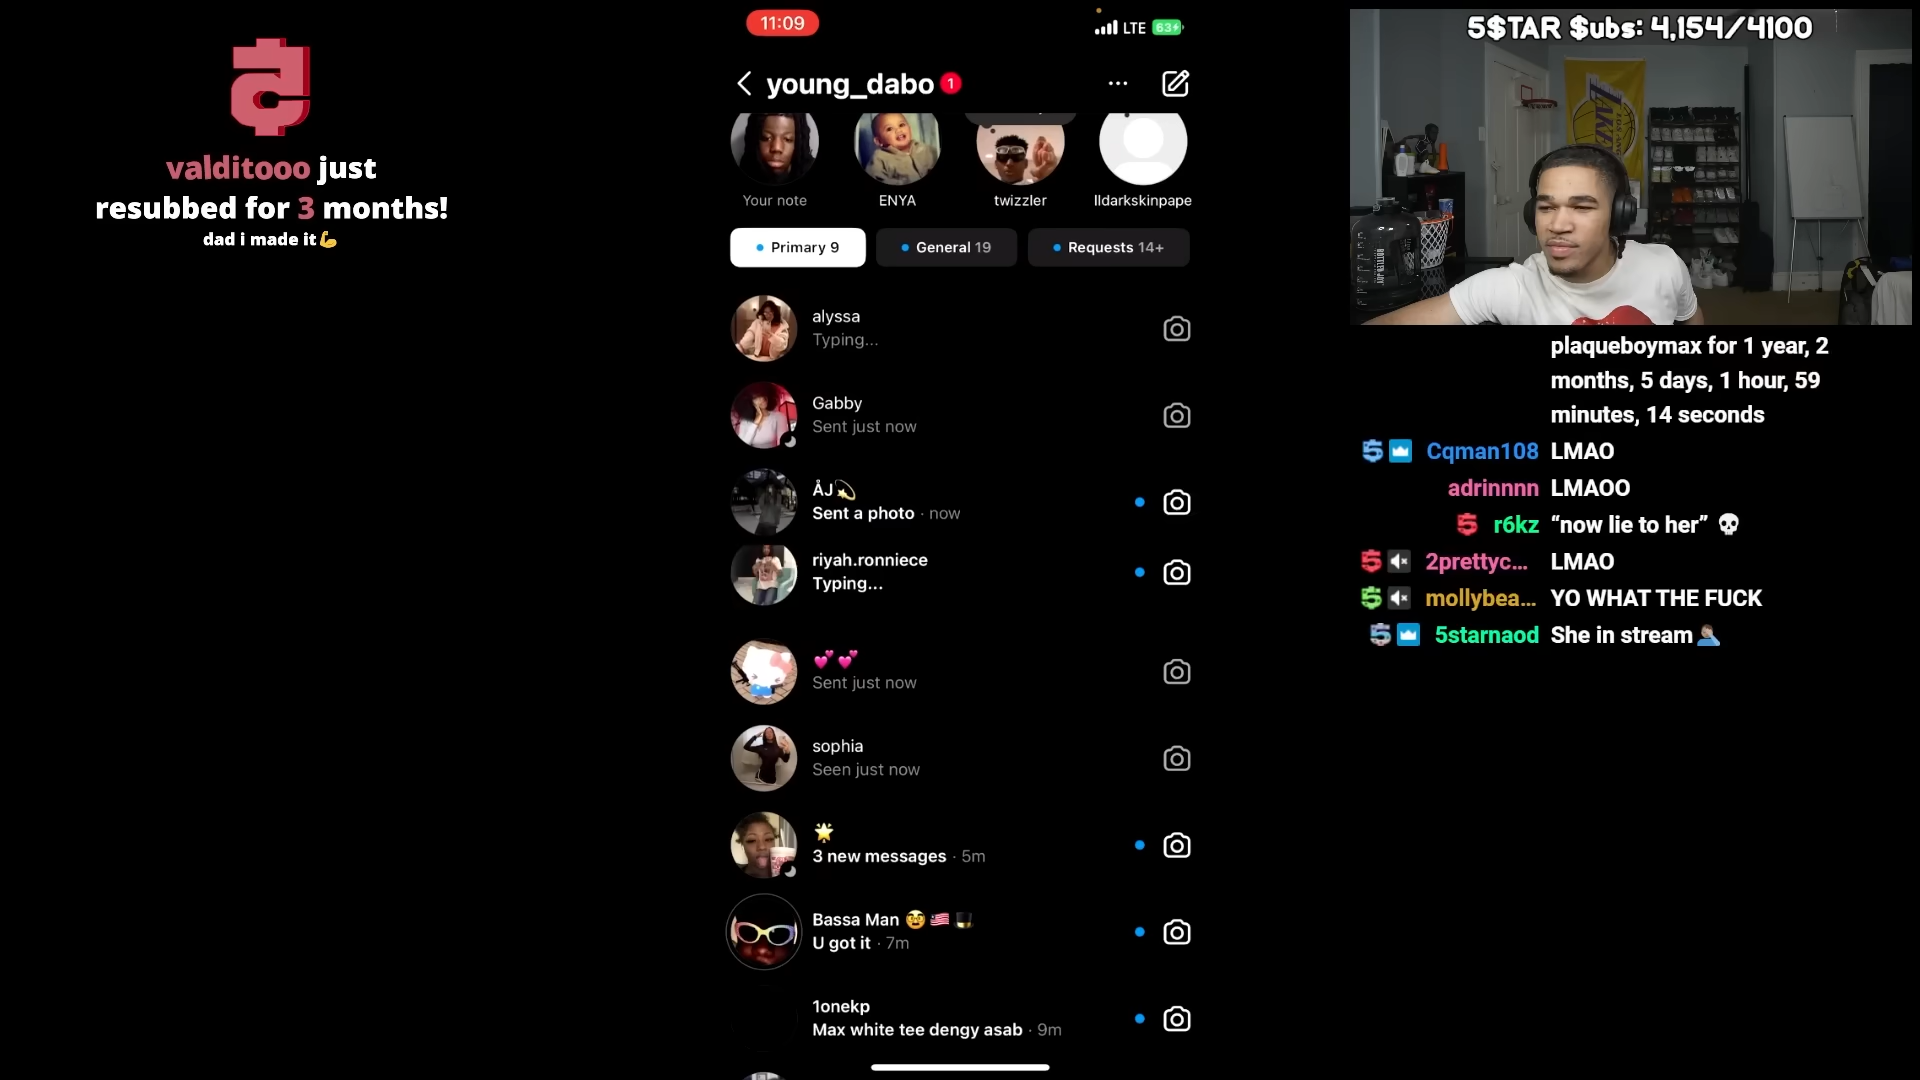 valditooo just
resubbed for 3 months!
dad i made it💪
11:09
LTE 63
young_dabo 1
Your note
ENYA
twizzler
lldarkskinpape
Primary 9
General 19
Requests 14+
alyssa
Typing...
Gabby
Sent just now
ÅJ💫
Sent a photo · now
riyah.ronniece
Typing...
💕💕
Sent just now
sophia
Seen just now
🌟
3 new messages · 5m
Bassa Man 🥸🇱🇷🎩
U got it · 7m
1onekp
Max white tee dengy asab · 9m
5$TAR $ubs: 4,154/4100
plaqueboymax for 1 year, 2
months, 5 days, 1 hour, 59
minutes, 14 seconds
Cqman108 LMAO
adrinnnn LMAOO
r6kz “now lie to her” 💀
2prettyc... LMAO
mollybea... YO WHAT THE FUCK
5starnaod She in stream🤦🏽‍♂️